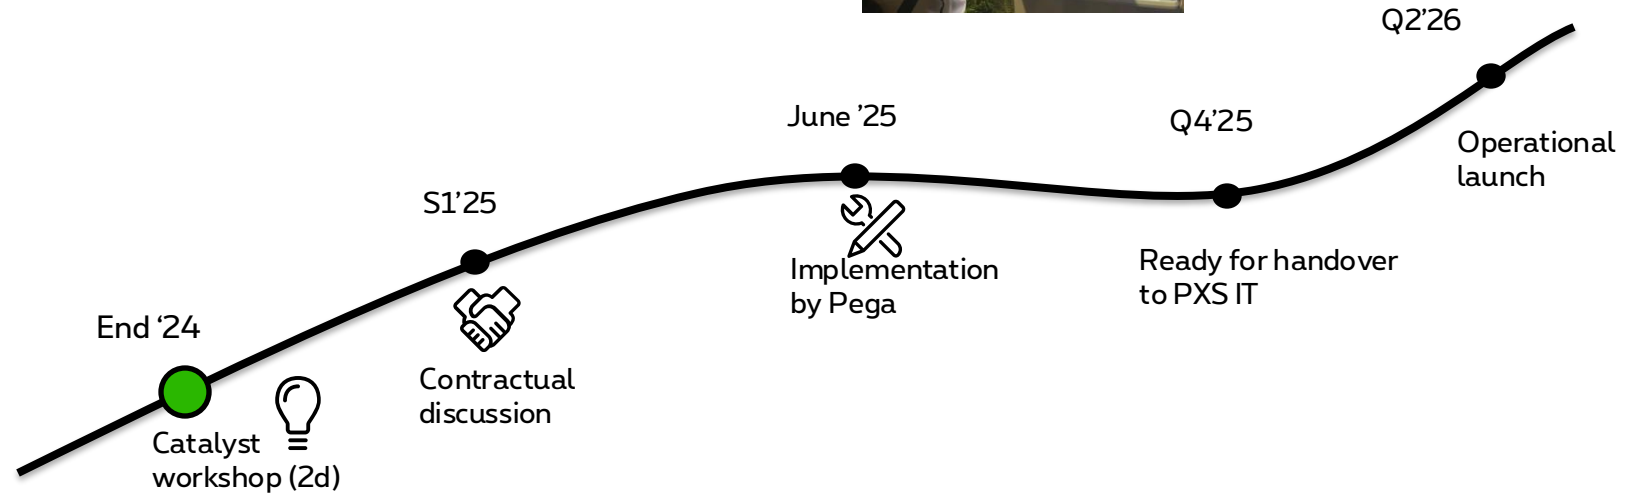 End ‘24
Catalyst
workshop (2d)
S1’25
Contractual
discussion
June ’25
Implementation
by Pega
Q4’25
Ready for handover
to PXS IT
Q2’26
Operational
launch